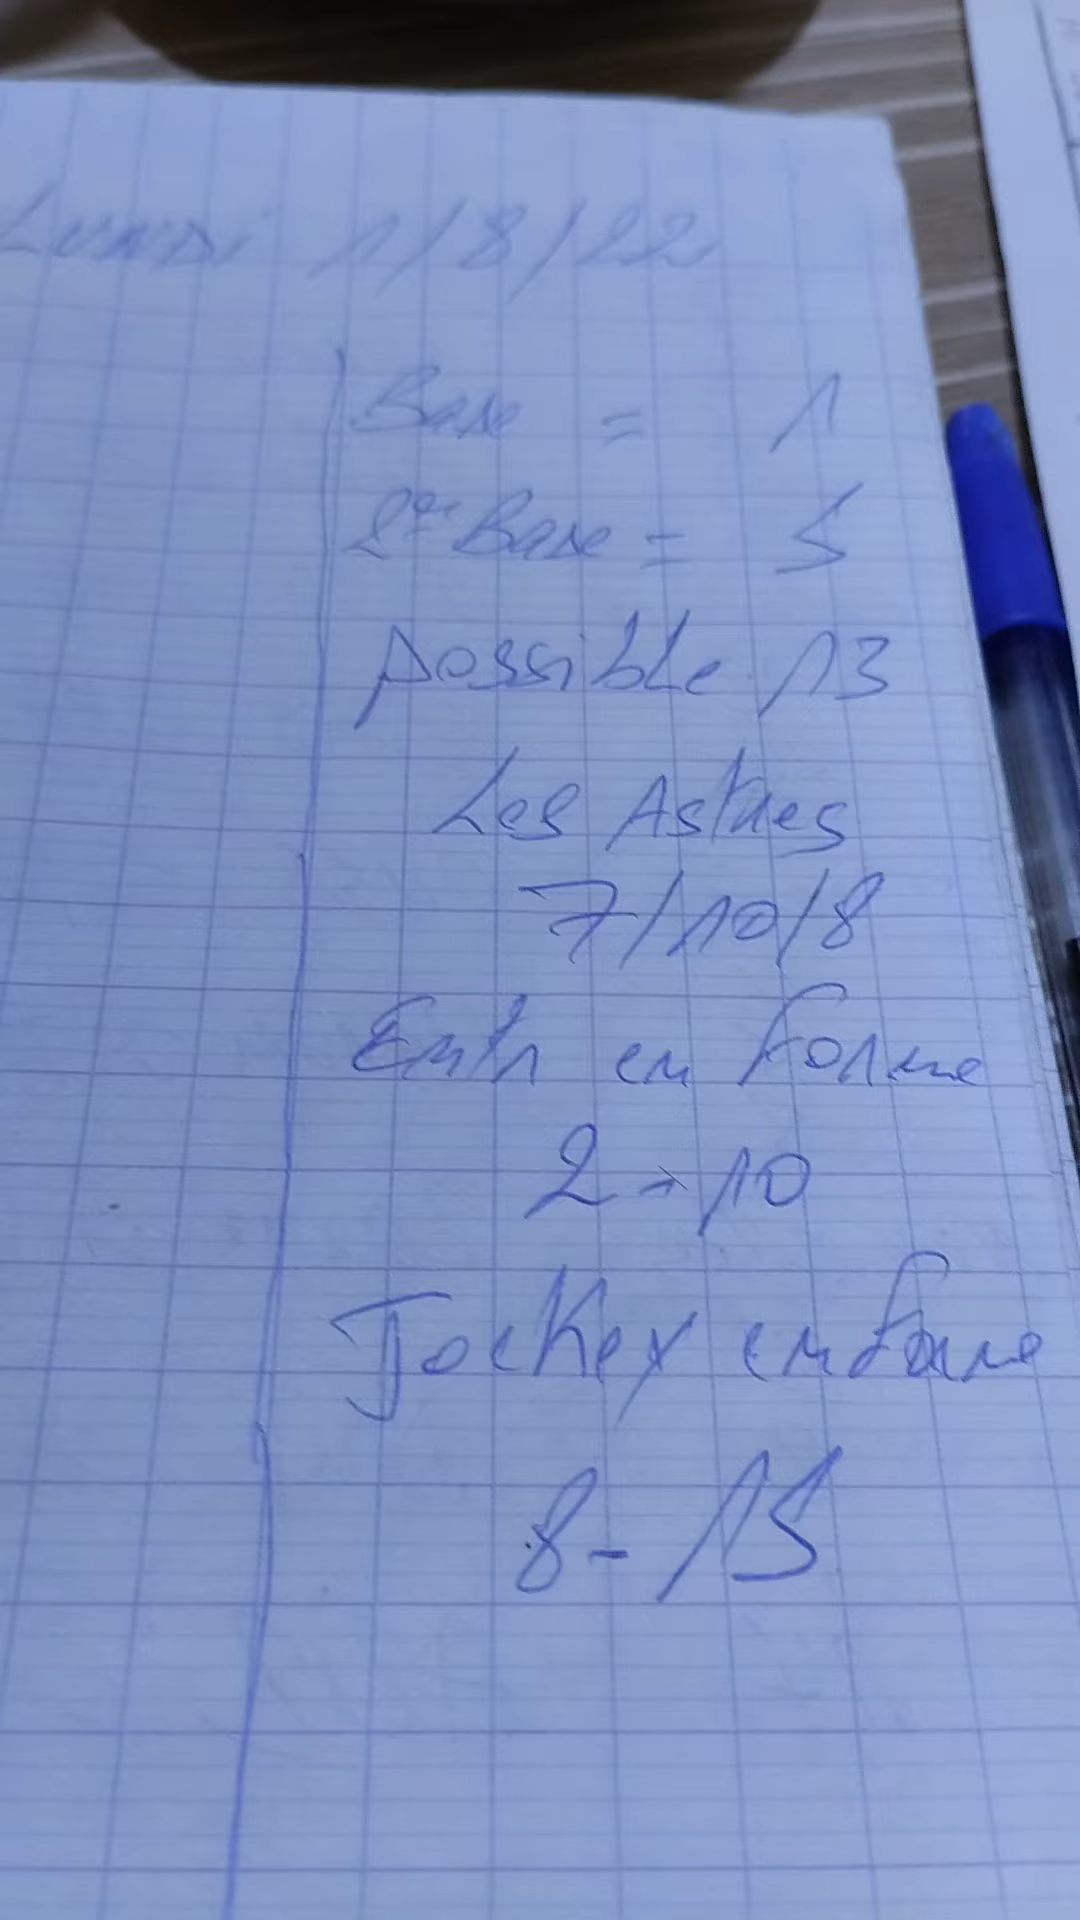 Lundi 1/8/22
Base = 1
2e Base = 5
possible 13
Les Astres
7/10/8
Entr en forme
2 - 10
Jockey en forme
8 - 15